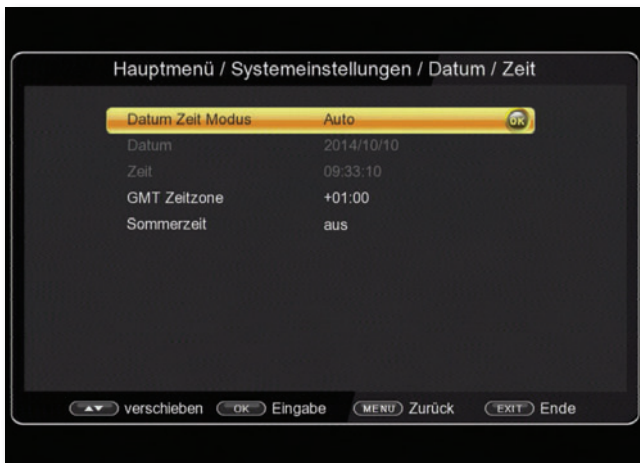 Hauptmenü / Systemeinstellungen / Datum / Zeit
Datum Zeit Modus Auto OK
Datum 2014/10/10
Zeit 09:33:10
GMT Zeitzone +01:00
Sommerzeit aus
verschieben OK Eingabe MENU Zurück EXIT Ende